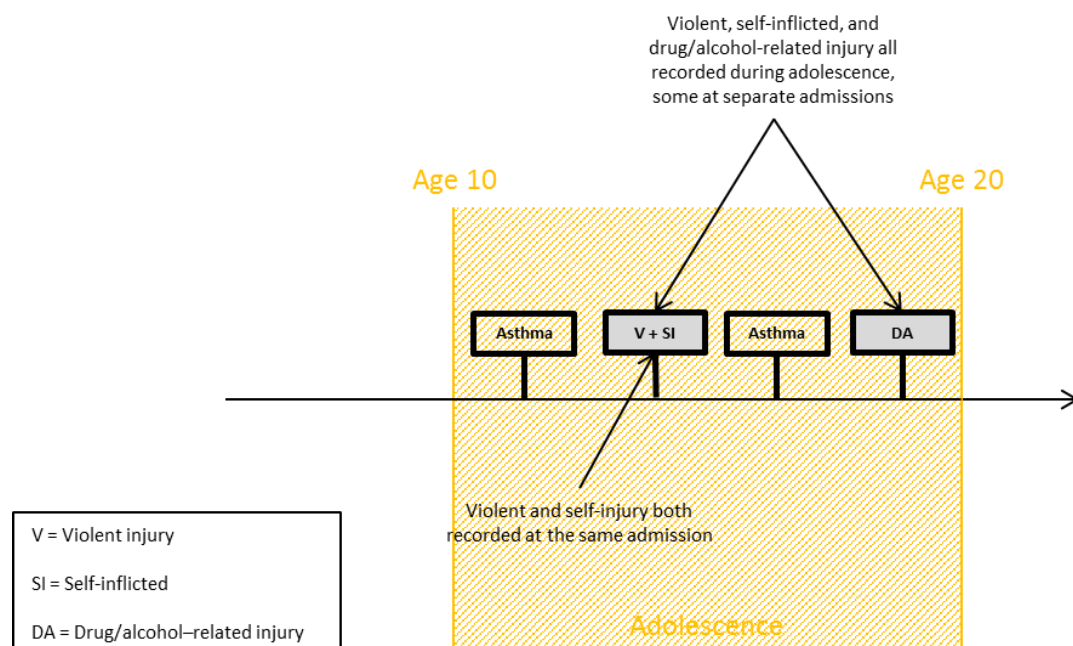 Violent, self-inflicted, and
drug/alcohol-related injury all
recorded during adolescence,
some at separate admissions
Age 10
Age 20
Asthma
V + SI
Asthma
DA
Violent and self-injury both
recorded at the same admission
V = Violent injury
SI = Self-inflicted
DA = Drug/alcohol–related injury
Adolescence